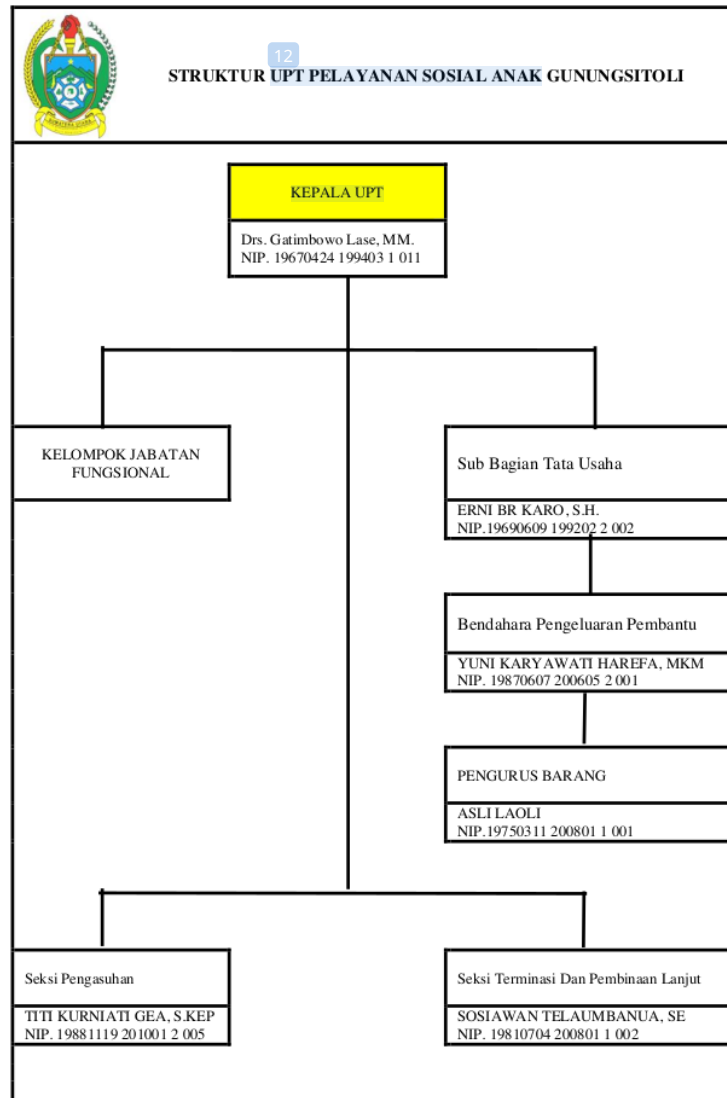 12
STRUKTUR UPT PELAYANAN SOSIAL ANAK GUNUNGSITOLI
SUMATERA UTARA
KEPALA UPT
Drs. Gatimbowo Lase, MM.
NIP. 19670424 199403 1 011
KELOMPOK JABATAN
FUNGSIONAL
Sub Bagian Tata Usaha
ERNI BR KARO, S.H.
NIP.19690609 199202 2 002
Bendahara Pengeluaran Pembantu
YUNI KARYAWATI HAREFA, MKM
NIP. 19870607 200605 2 001
PENGURUS BARANG
ASLI LAOLI
NIP.19750311 200801 1 001
Seksi Pengasuhan
TITI KURNIATI GEA, S.KEP
NIP. 19881119 201001 2 005
Seksi Terminasi Dan Pembinaan Lanjut
SOSIAWAN TELAUMBANUA, SE
NIP. 19810704 200801 1 002